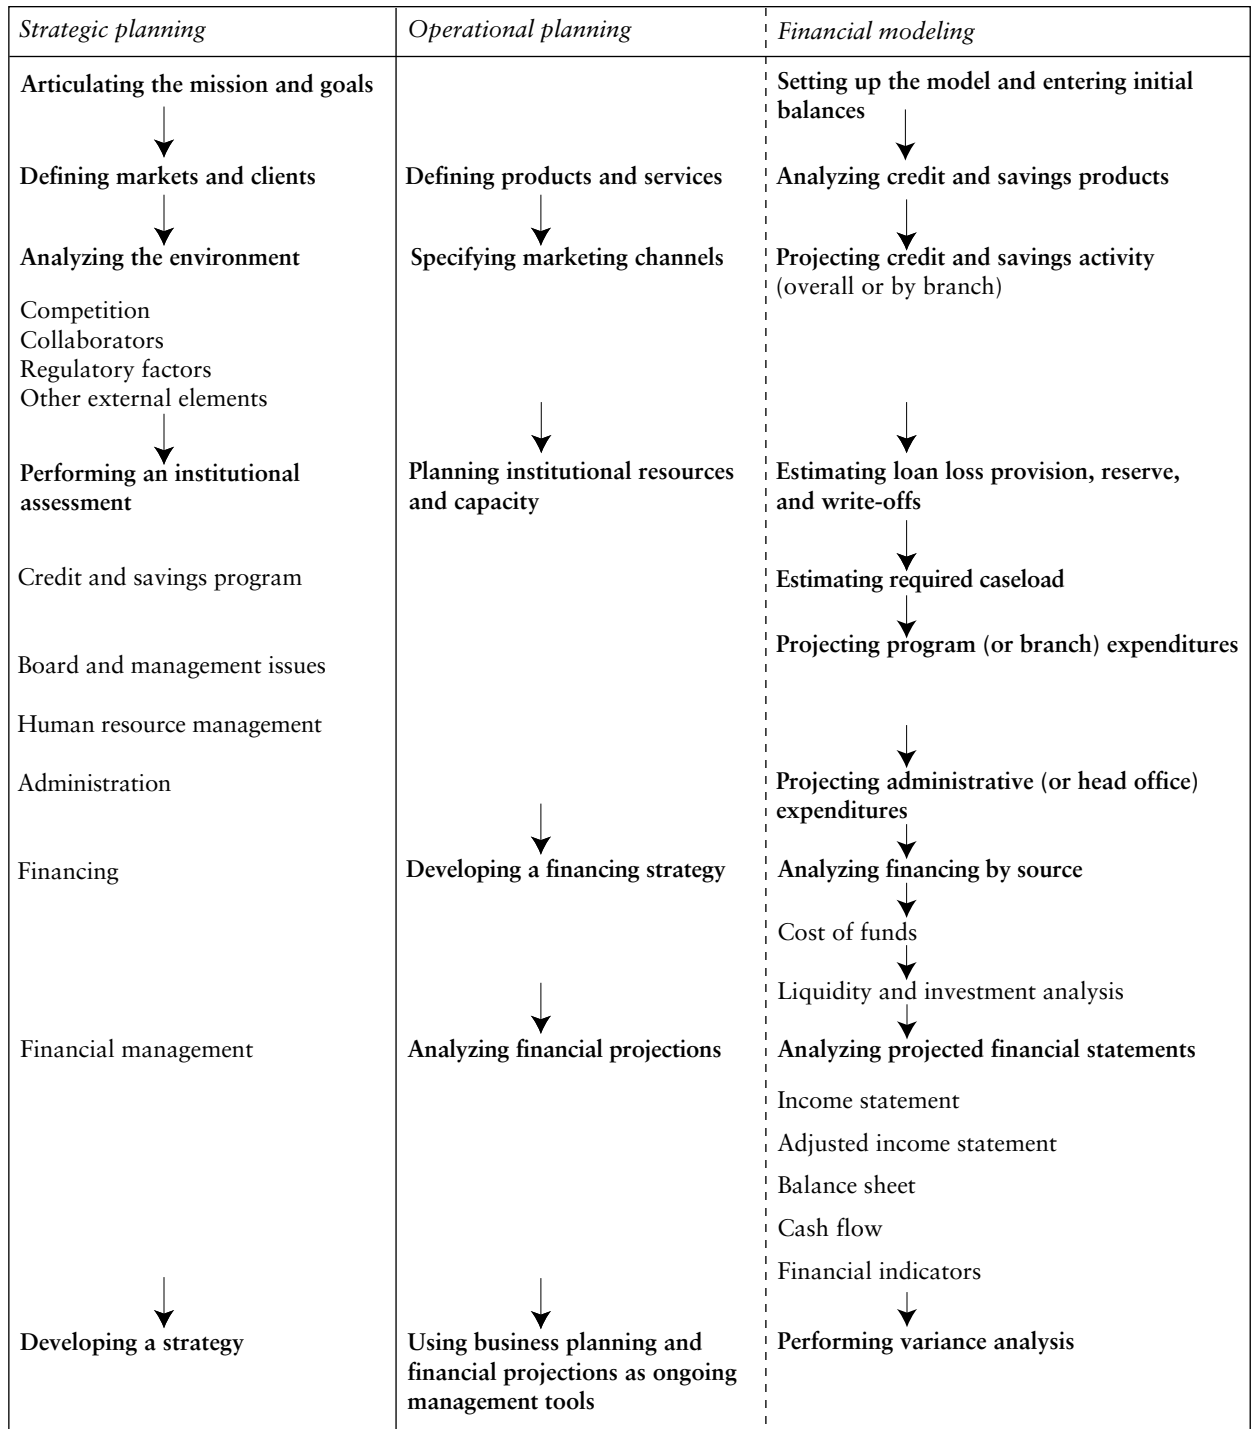 Strategic planning
Articulating the mission and goals
Defining markets and clients
Analyzing the environment
Competition
Collaborators
Regulatory factors
Other external elements
Performing an institutional
assessment
Credit and savings program
Board and management issues
Human resource management
Administration
Financing
Financial management
Developing a strategy
Operational planning
Defining products and services
Specifying marketing channels
Planning institutional resources
and capacity
Developing a financing strategy
Analyzing financial projections
Using business planning and
financial projections as ongoing
management tools
Financial modeling
Setting up the model and entering initial
balances
Analyzing credit and savings products
Projecting credit and savings activity
(overall or by branch)
Estimating loan loss provision, reserve,
and write-offs
Estimating required caseload
Projecting program (or branch) expenditures
Projecting administrative (or head office)
expenditures
Analyzing financing by source
Cost of funds
Liquidity and investment analysis
Analyzing projected financial statements
Income statement
Adjusted income statement
Balance sheet
Cash flow
Financial indicators
Performing variance analysis